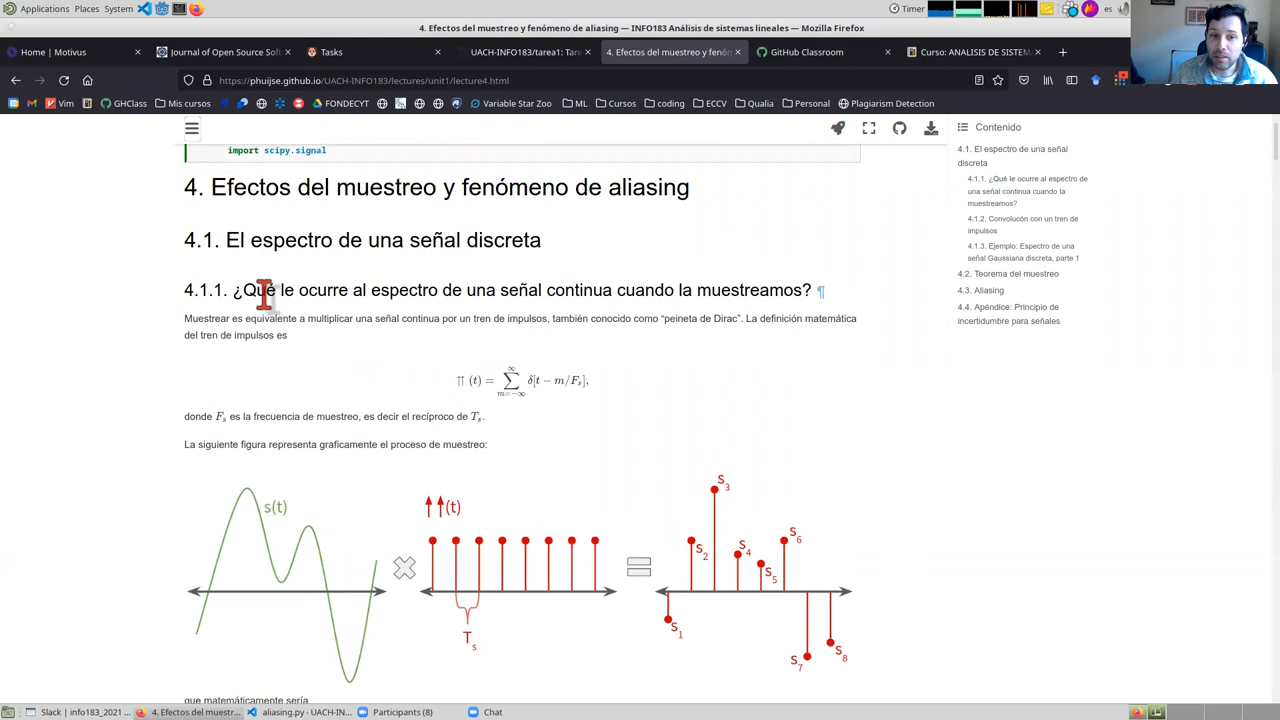 Applications Places System Timer es
4. Efectos del muestreo y fenómeno de aliasing — INFO183 Análisis de sistemas lineales — Mozilla Firefox
Home | Motivus
Journal of Open Source Soft
Tasks
UACH-INFO183/tarea1: Tare
4. Efectos del muestreo y fenóm
GitHub Classroom
Curso: ANALISIS DE SISTEM
https://phuijse.github.io/UACH-INFO183/lectures/unit1/lecture4.html
Vim GHClass Mis cursos FONDECYT Variable Star Zoo ML Cursos coding ECCV Qualia Personal Plagiarism Detection
import scipy.signal
4. Efectos del muestreo y fenómeno de aliasing
4.1. El espectro de una señal discreta
4.1.1. ¿Qué le ocurre al espectro de una señal continua cuando la muestreamos? ¶
Muestrear es equivalente a multiplicar una señal continua por un tren de impulsos, también conocido como “peineta de Dirac”. La definición matemática
del tren de impulsos es
⇈ (t) = ∑_{m=−∞}^{∞} δ[t − m/F_s],
donde F_s es la frecuencia de muestreo, es decir el recíproco de T_s.
La siguiente figura representa graficamente el proceso de muestreo:
s(t)
(t)
T_s
s_1
s_2
s_3
s_4
s_5
s_6
s_7
s_8
que matemáticamente sería
Contenido
4.1. El espectro de una señal
discreta
4.1.1. ¿Qué le ocurre al espectro de
una señal continua cuando la
muestreamos?
4.1.2. Convolucón con un tren de
impulsos
4.1.3. Ejemplo: Espectro de una
señal Gaussiana discreta, parte 1
4.2. Teorema del muestreo
4.3. Aliasing
4.4. Apéndice: Principio de
incertidumbre para señales
Slack | info183_2021 ...
4. Efectos del muestr...
aliasing.py - UACH-IN...
Participants (8)
Chat